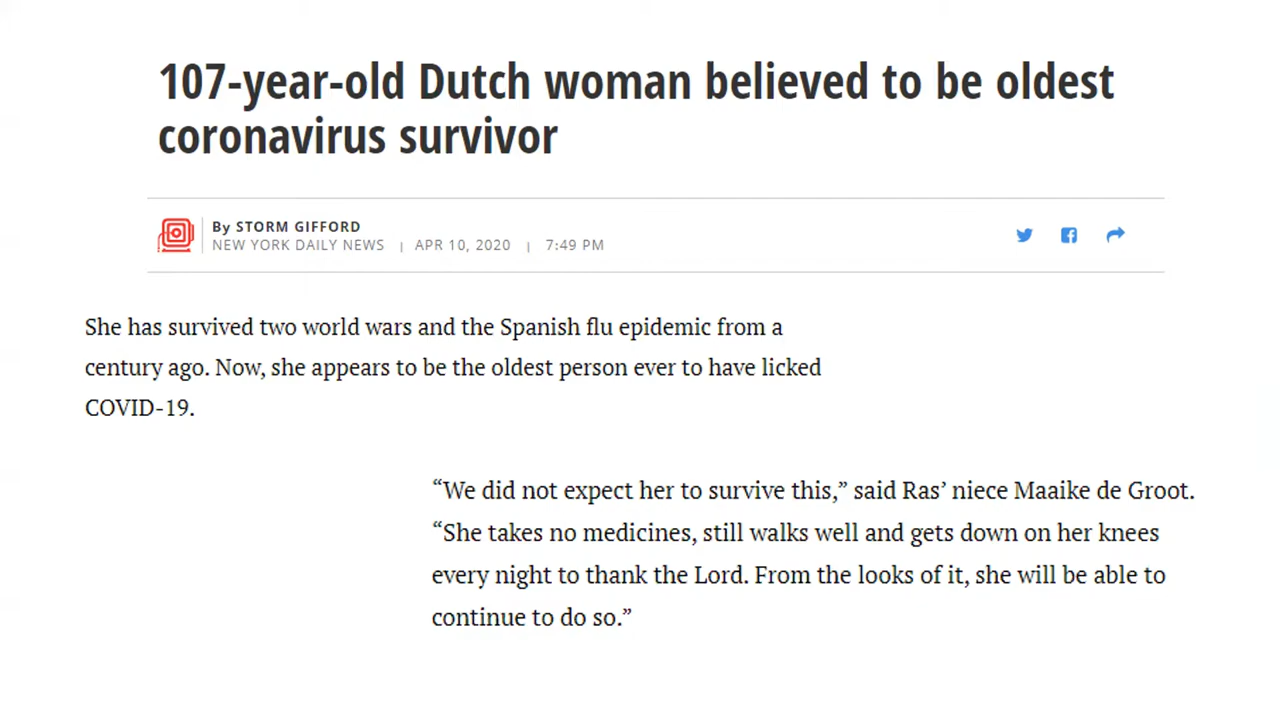 107-year-old Dutch woman believed to be oldest
coronavirus survivor
By STORM GIFFORD
NEW YORK DAILY NEWS | APR 10, 2020 | 7:49 PM
She has survived two world wars and the Spanish flu epidemic from a
century ago. Now, she appears to be the oldest person ever to have licked
COVID-19.
“We did not expect her to survive this,” said Ras’ niece Maaike de Groot.
“She takes no medicines, still walks well and gets down on her knees
every night to thank the Lord. From the looks of it, she will be able to
continue to do so.”